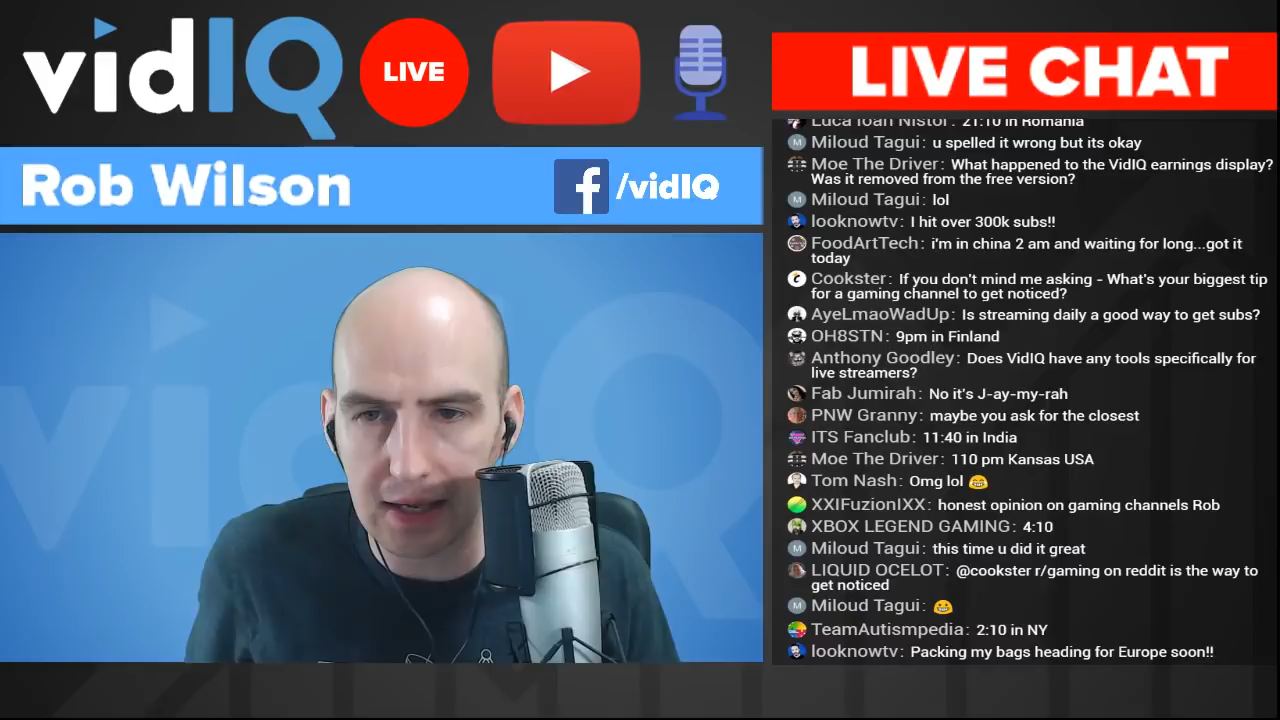 vidIQ
LIVE
LIVE CHAT
Rob Wilson
/vidIQ
Luca Ioan Nistor: 21:10 in Romania
Miloud Tagui: u spelled it wrong but its okay
Moe The Driver: What happened to the VidIQ earnings display?
Was it removed from the free version?
Miloud Tagui: lol
looknowtv: I hit over 300k subs!!
FoodArtTech: i'm in china 2 am and waiting for long...got it
today
Cookster: If you don't mind me asking - What's your biggest tip
for a gaming channel to get noticed?
AyeLmaoWadUp: Is streaming daily a good way to get subs?
OH8STN: 9pm in Finland
Anthony Goodley: Does VidIQ have any tools specifically for
live streamers?
Fab Jumirah: No it's J-ay-my-rah
PNW Granny: maybe you ask for the closest
ITS Fanclub: 11:40 in India
Moe The Driver: 110 pm Kansas USA
Tom Nash: Omg lol 😂
XXIFuzionIXX: honest opinion on gaming channels Rob
XBOX LEGEND GAMING: 4:10
Miloud Tagui: this time u did it great
LIQUID OCELOT: @cookster r/gaming on reddit is the way to
get noticed
Miloud Tagui: 😂
TeamAutismpedia: 2:10 in NY
looknowtv: Packing my bags heading for Europe soon!!